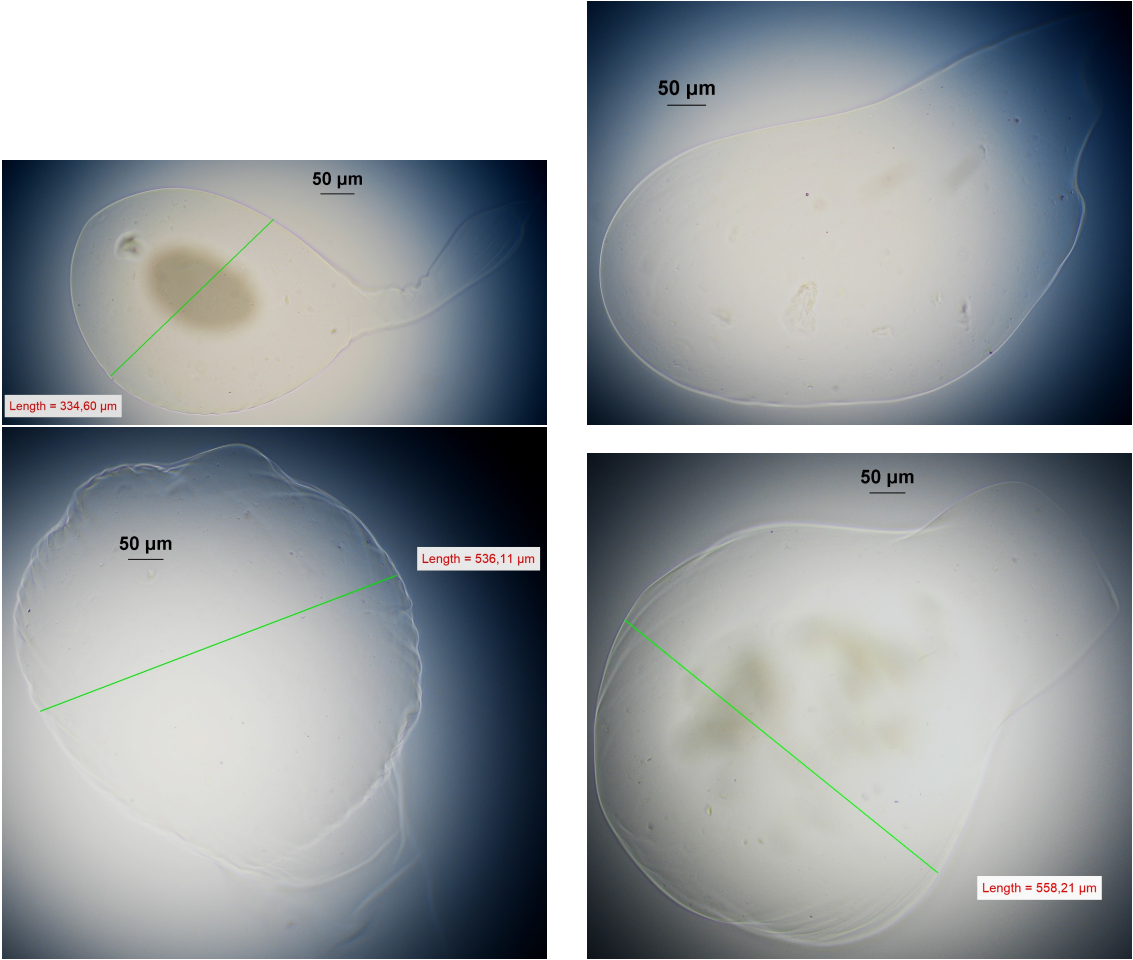 50 µm
50 µm
Length = 334,60 µm
50 µm
50 µm
Length = 536,11 µm
Length = 558,21 µm